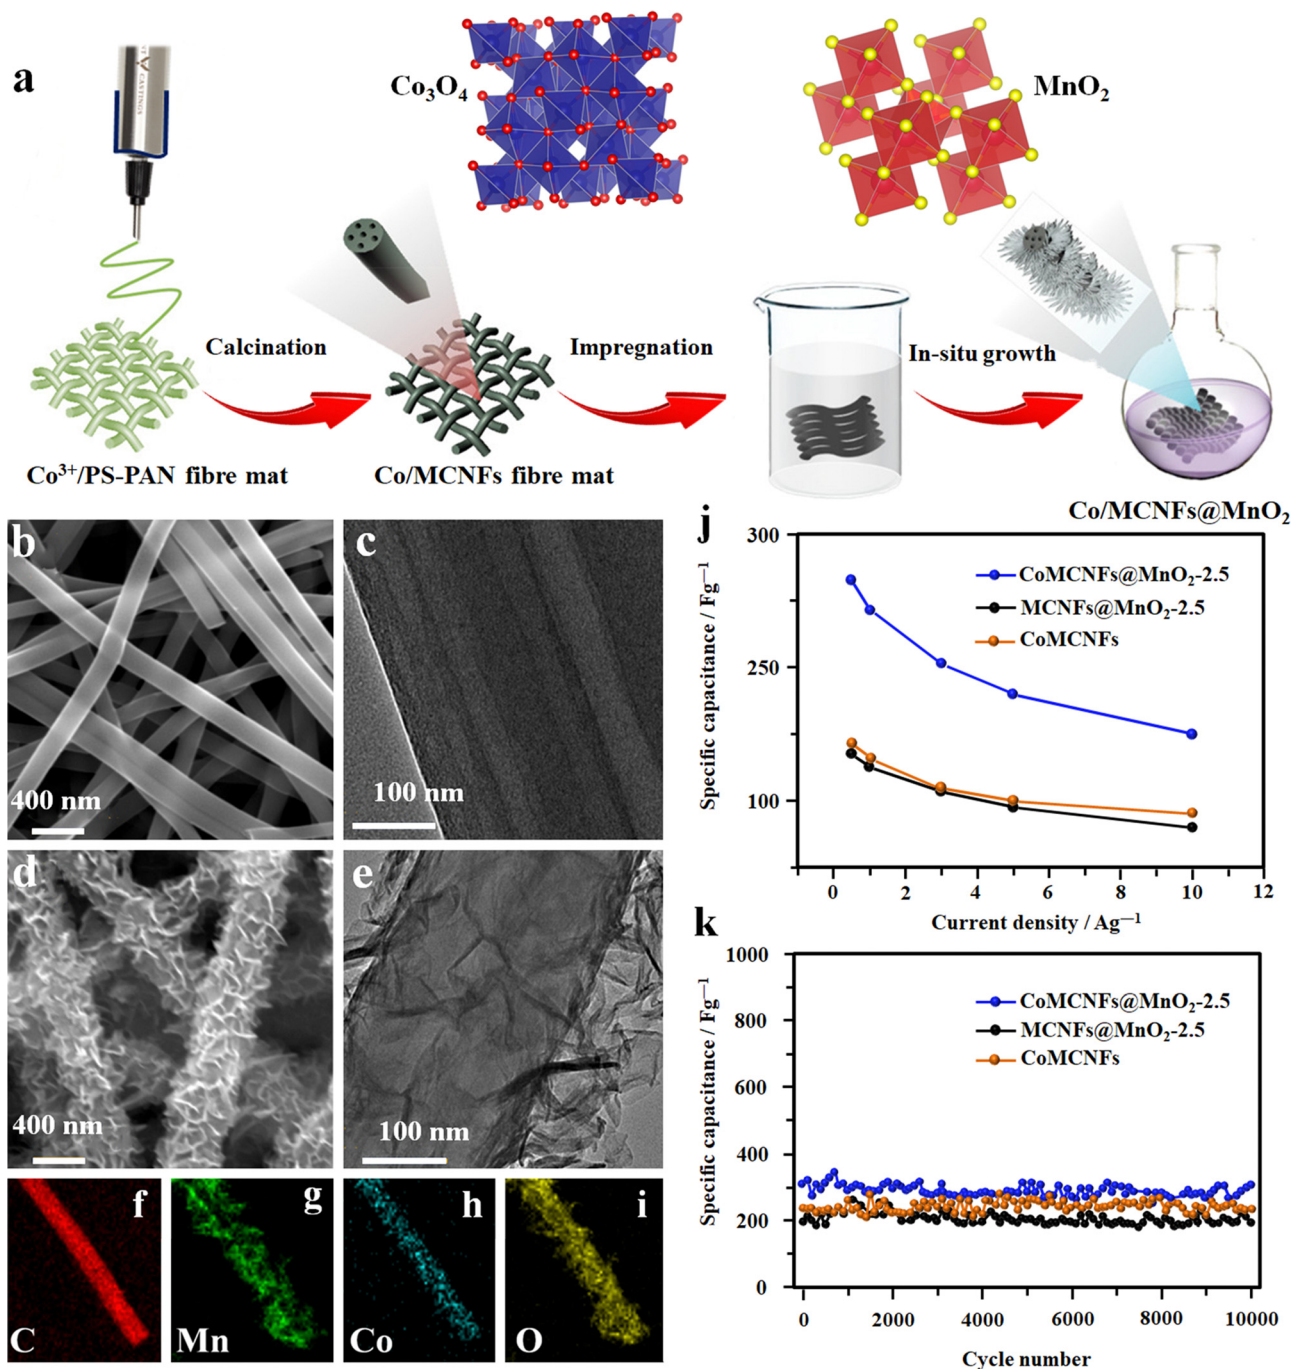 a
CASTINGS
Co3O4
MnO2
Calcination
Impregnation
In-situ growth
Co3+/PS-PAN fibre mat
Co/MCNFs fibre mat
Co/MCNFs@MnO2
b
400 nm
c
100 nm
d
400 nm
e
100 nm
f
C
g
Mn
h
Co
i
O
j
300
250
100
Specific capacitance / Fg—1
CoMCNFs@MnO2-2.5
MCNFs@MnO2-2.5
CoMCNFs
0 2 4 6 8 10 12
Current density / Ag—1
k
1000
800
600
400
200
0
Specific capacitance / Fg—1
CoMCNFs@MnO2-2.5
MCNFs@MnO2-2.5
CoMCNFs
0 2000 4000 6000 8000 10000
Cycle number